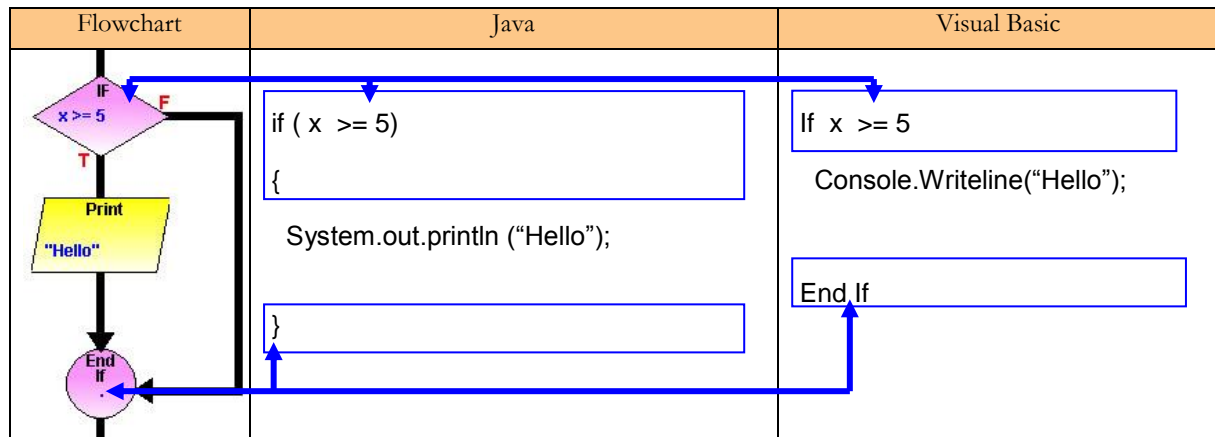 Flowchart
Java
Visual Basic
IF
x >= 5
F
T
Print
"Hello"
End
If
.
if ( x >= 5)
{
System.out.println (“Hello”);
}
If x >= 5
Console.Writeline(“Hello”);
End If